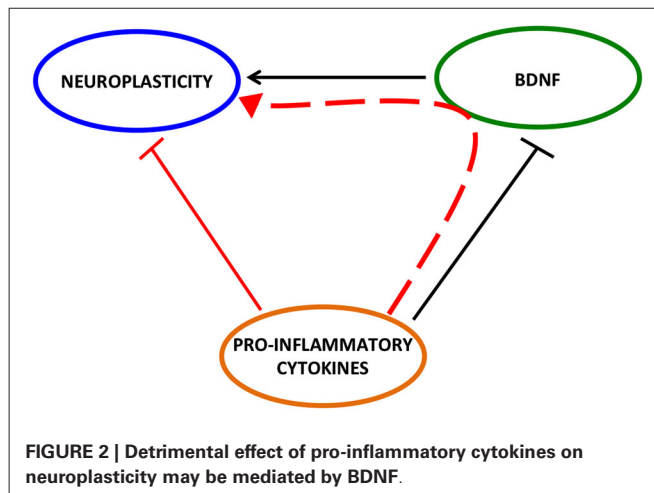 NEUROPLASTICITY
BDNF
PRO-INFLAMMATORY
CYTOKINES
FIGURE 2 | Detrimental effect of pro-inflammatory cytokines on
neuroplasticity may be mediated by BDNF.